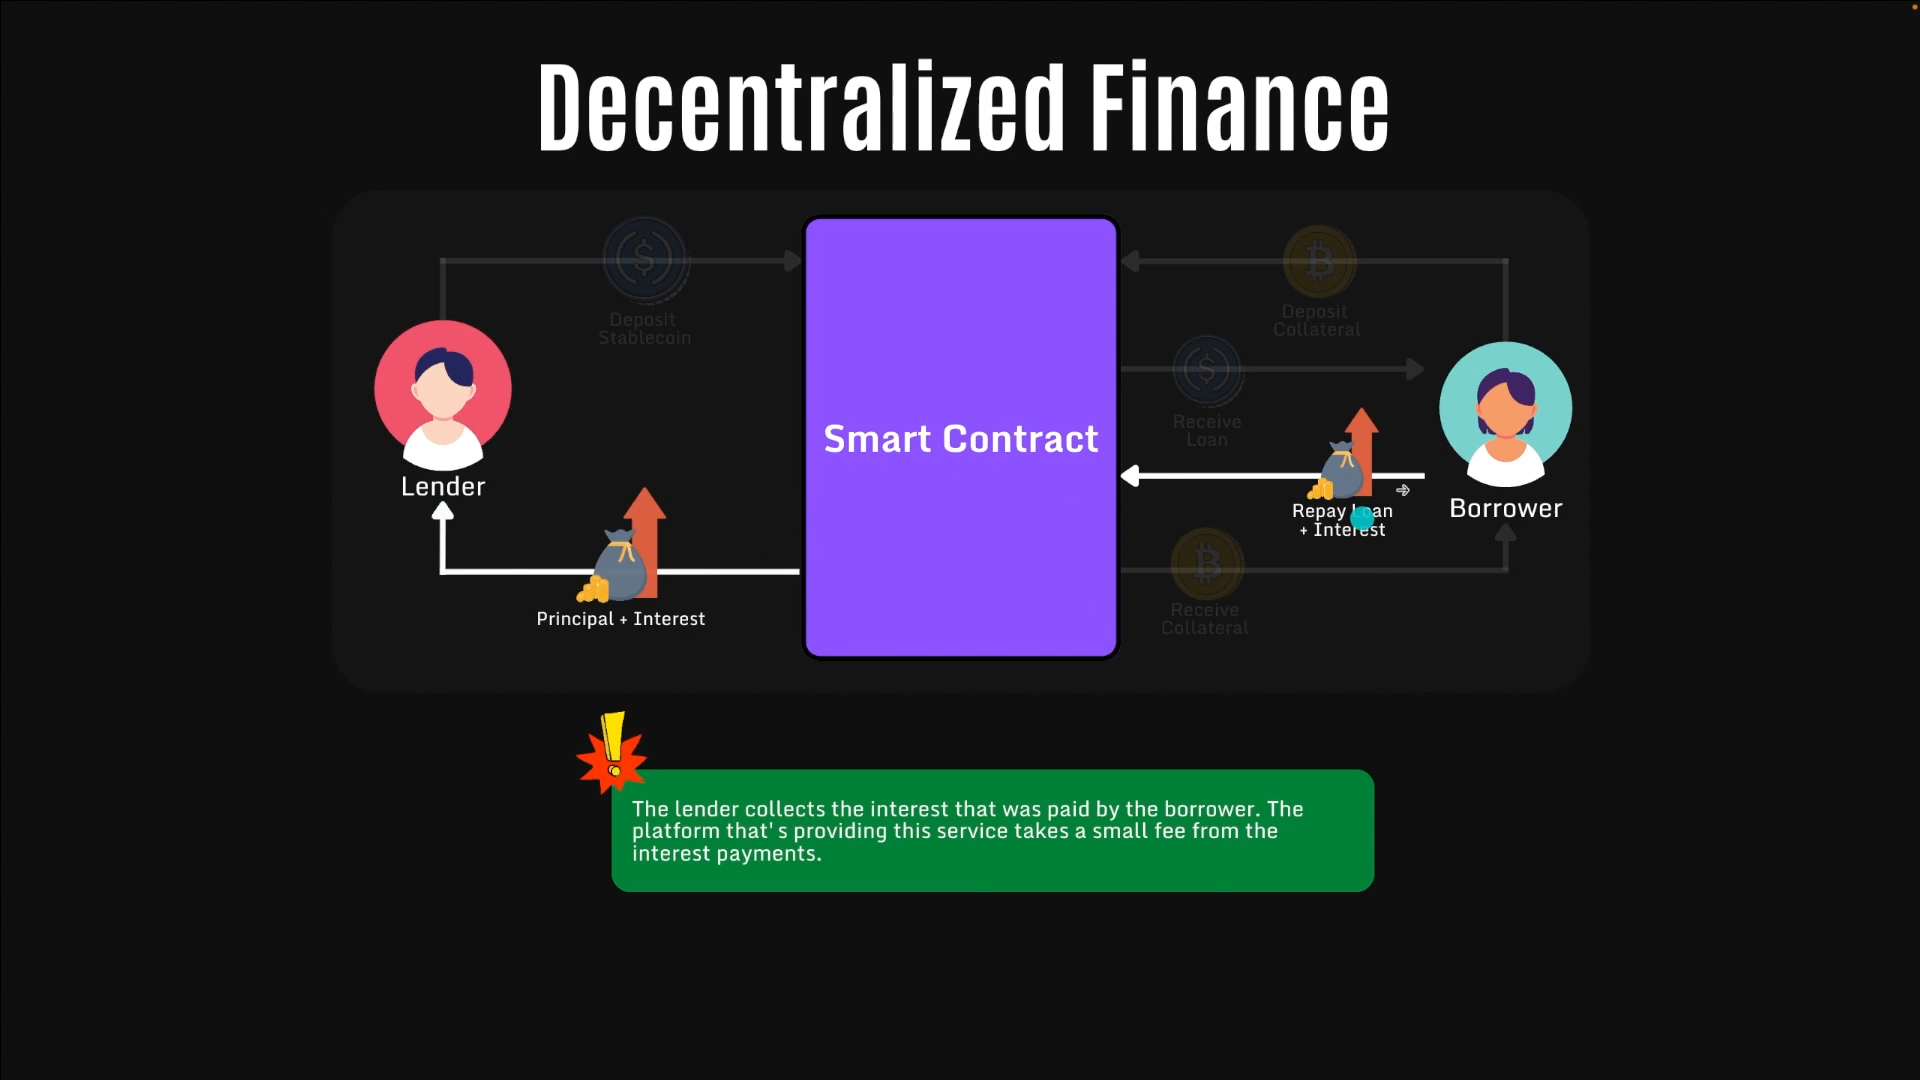 Decentralized Finance
Deposit
Stablecoin
Smart Contract
Deposit
Collateral
Receive
Loan
Lender
Repay Loan
+ Interest
Borrower
Principal + Interest
Receive
Collateral
The lender collects the interest that was paid by the borrower. The
platform that's providing this service takes a small fee from the
interest payments.